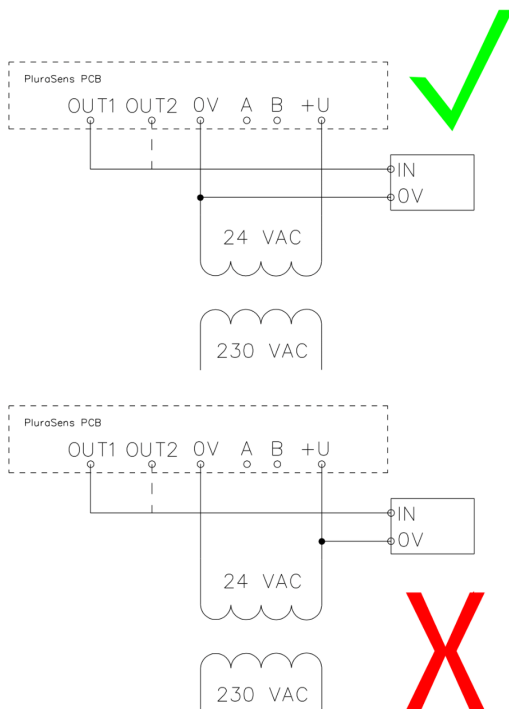 PluraSens PCB
OUT1 OUT2 0V A B +U
IN
0V
24 VAC
230 VAC
PluraSens PCB
OUT1 OUT2 0V A B +U
IN
0V
24 VAC
230 VAC